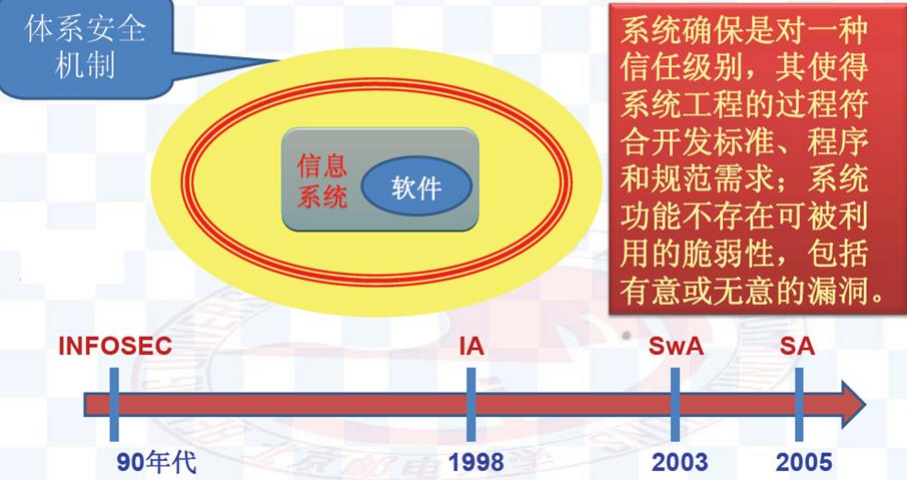 体系安全
机制
信息
系统
软件
系统确保是对一种
信任级别，其使得
系统工程的过程符
合开发标准、程序
和规范需求；系统
功能不存在可被利
用的脆弱性，包括
有意或无意的漏洞。
INFOSEC
IA
SwA
SA
90年代
1998
2003
2005